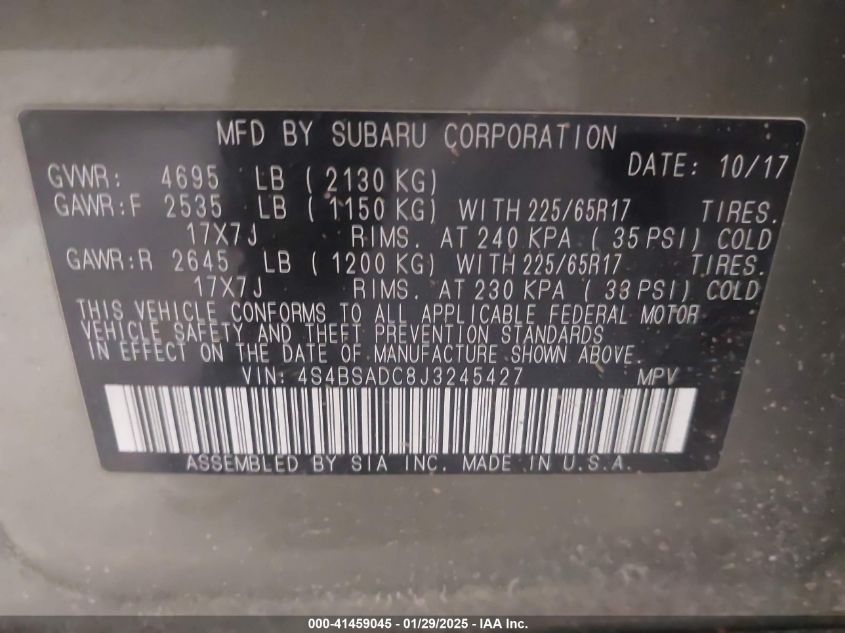 MFD BY SUBARU CORPORATION
DATE: 10/17
GVWR: 4695 LB ( 2130 KG)
GAWR:F 2535 LB ( 1150 KG) WITH 225/65R17 TIRES.
17X7J RIMS. AT 240 KPA ( 35 PSI) COLD
GAWR:R 2645 LB ( 1200 KG) WITH 225/65R17 TIRES.
17X7J RIMS. AT 230 KPA ( 33 PSI) COLD
THIS VEHICLE CONFORMS TO ALL APPLICABLE FEDERAL MOTOR
VEHICLE SAFETY AND THEFT PREVENTION STANDARDS
IN EFFECT ON THE DATE OF MANUFACTURE SHOWN ABOVE.
VIN: 4S4BSADC8J3245427 MPV
ASSEMBLED BY SIA INC. MADE IN U.S.A.
000-41459045 - 01/29/2025 - IAA Inc.